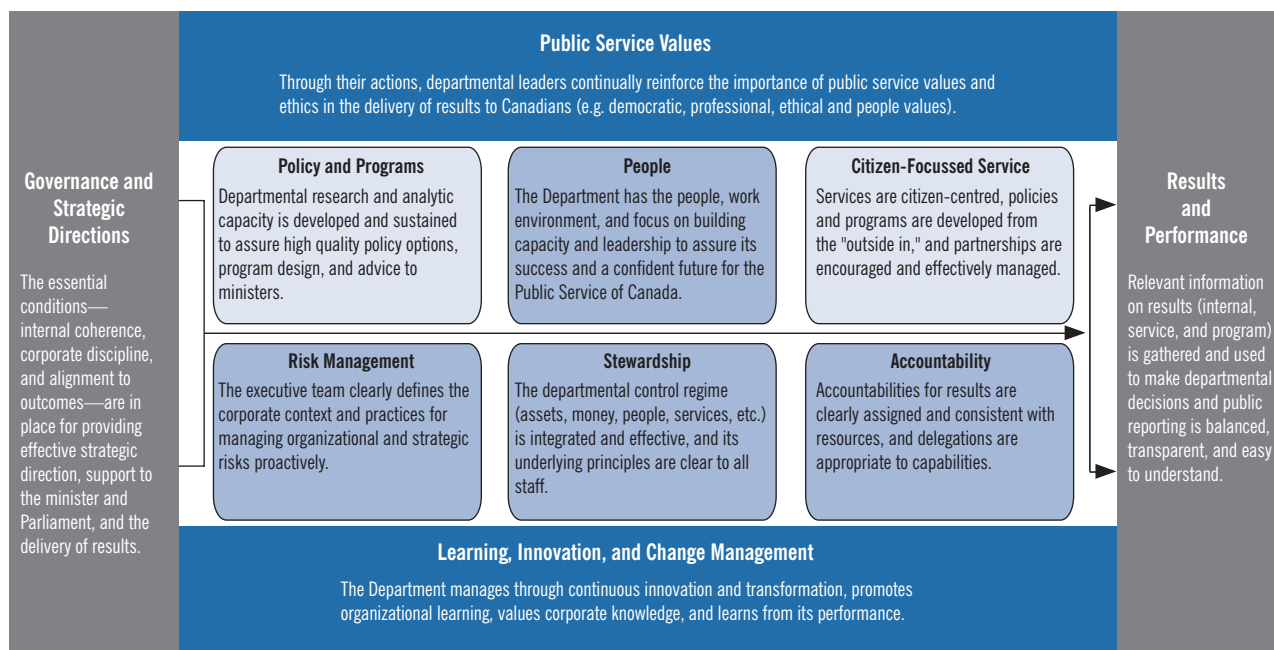 Public Service Values
Through their actions, departmental leaders continually reinforce the importance of public service values and
ethics in the delivery of results to Canadians (e.g. democratic, professional, ethical and people values).
Governance and
Strategic
Directions
The essential
conditions—
internal coherence,
corporate discipline,
and alignment to
outcomes—are in
place for providing
effective strategic
direction, support to
the minister and
Parliament, and the
delivery of results.
Policy and Programs
Departmental research and analytic
capacity is developed and sustained
to assure high quality policy options,
program design, and advice to
ministers.
People
The Department has the people, work
environment, and focus on building
capacity and leadership to assure its
success and a confident future for the
Public Service of Canada.
Citizen-Focussed Service
Services are citizen-centred, policies
and programs are developed from
the "outside in," and partnerships are
encouraged and effectively managed.
Risk Management
The executive team clearly defines the
corporate context and practices for
managing organizational and strategic
risks proactively.
Stewardship
The departmental control regime
(assets, money, people, services, etc.)
is integrated and effective, and its
underlying principles are clear to all
staff.
Accountability
Accountabilities for results are
clearly assigned and consistent with
resources, and delegations are
appropriate to capabilities.
Results
and
Performance
Relevant information
on results (internal,
service, and program)
is gathered and used
to make departmental
decisions and public
reporting is balanced,
transparent, and easy
to understand.
Learning, Innovation, and Change Management
The Department manages through continuous innovation and transformation, promotes
organizational learning, values corporate knowledge, and learns from its performance.